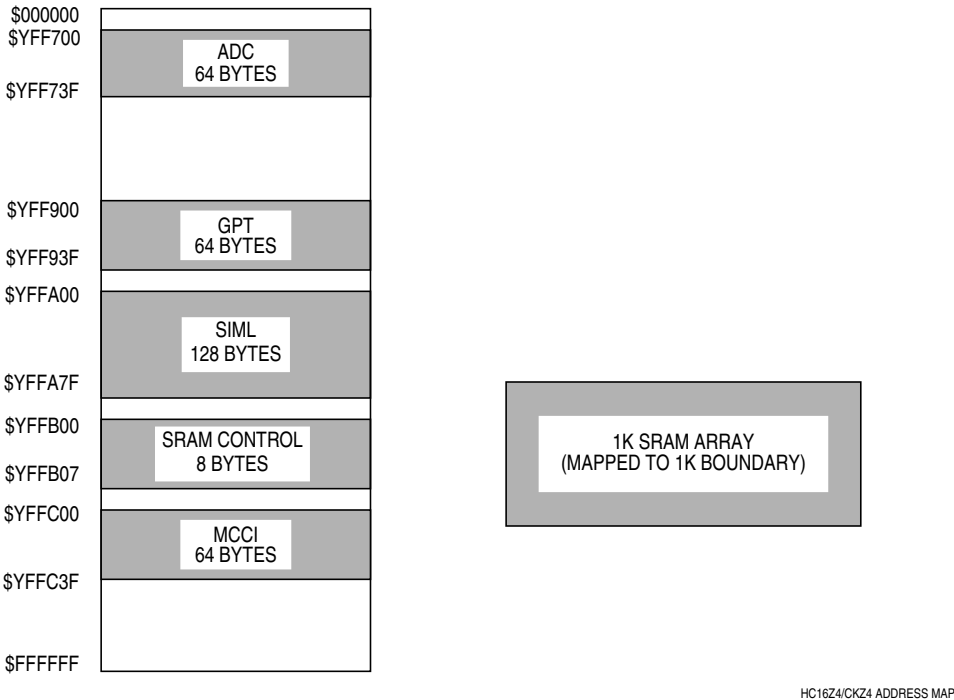 $000000
$YFF700
ADC
64 BYTES
$YFF73F
$YFF900
GPT
64 BYTES
$YFF93F
$YFFA00
SIML
128 BYTES
$YFFA7F
$YFFB00
SRAM CONTROL
8 BYTES
$YFFB07
1K SRAM ARRAY
(MAPPED TO 1K BOUNDARY)
$YFFC00
MCCI
64 BYTES
$YFFC3F
$FFFFFF
HC16Z4/CKZ4 ADDRESS MAP